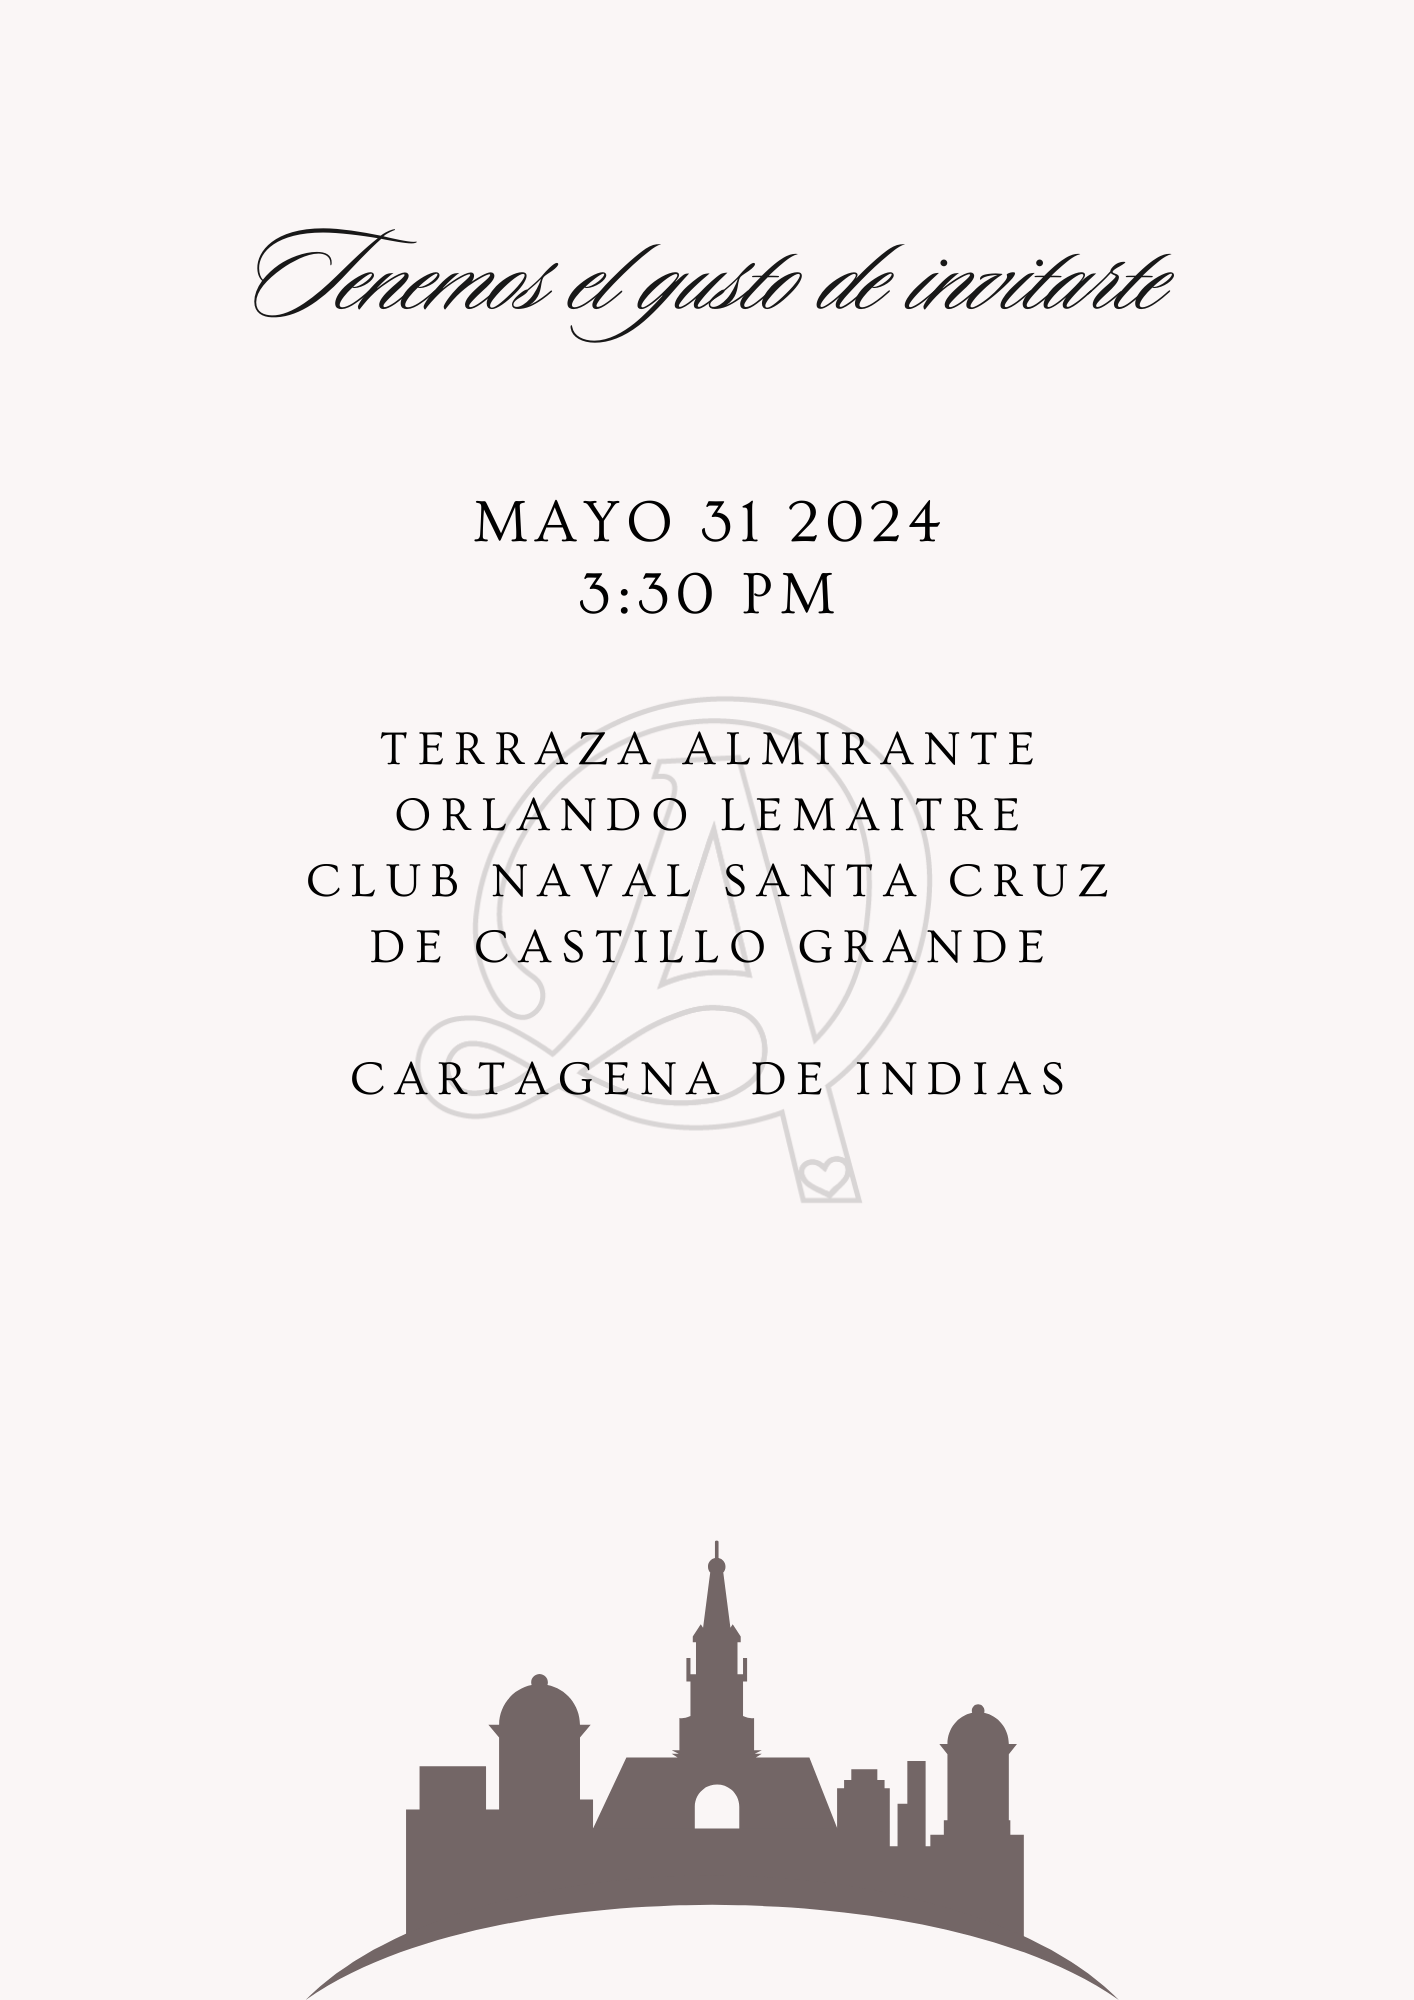 Tenemos el gusto de invitarte
MAYO 31 2024
3:30 PM
TERRAZA ALMIRANTE
ORLANDO LEMAITRE
CLUB NAVAL SANTA CRUZ
DE CASTILLO GRANDE
CARTAGENA DE INDIAS